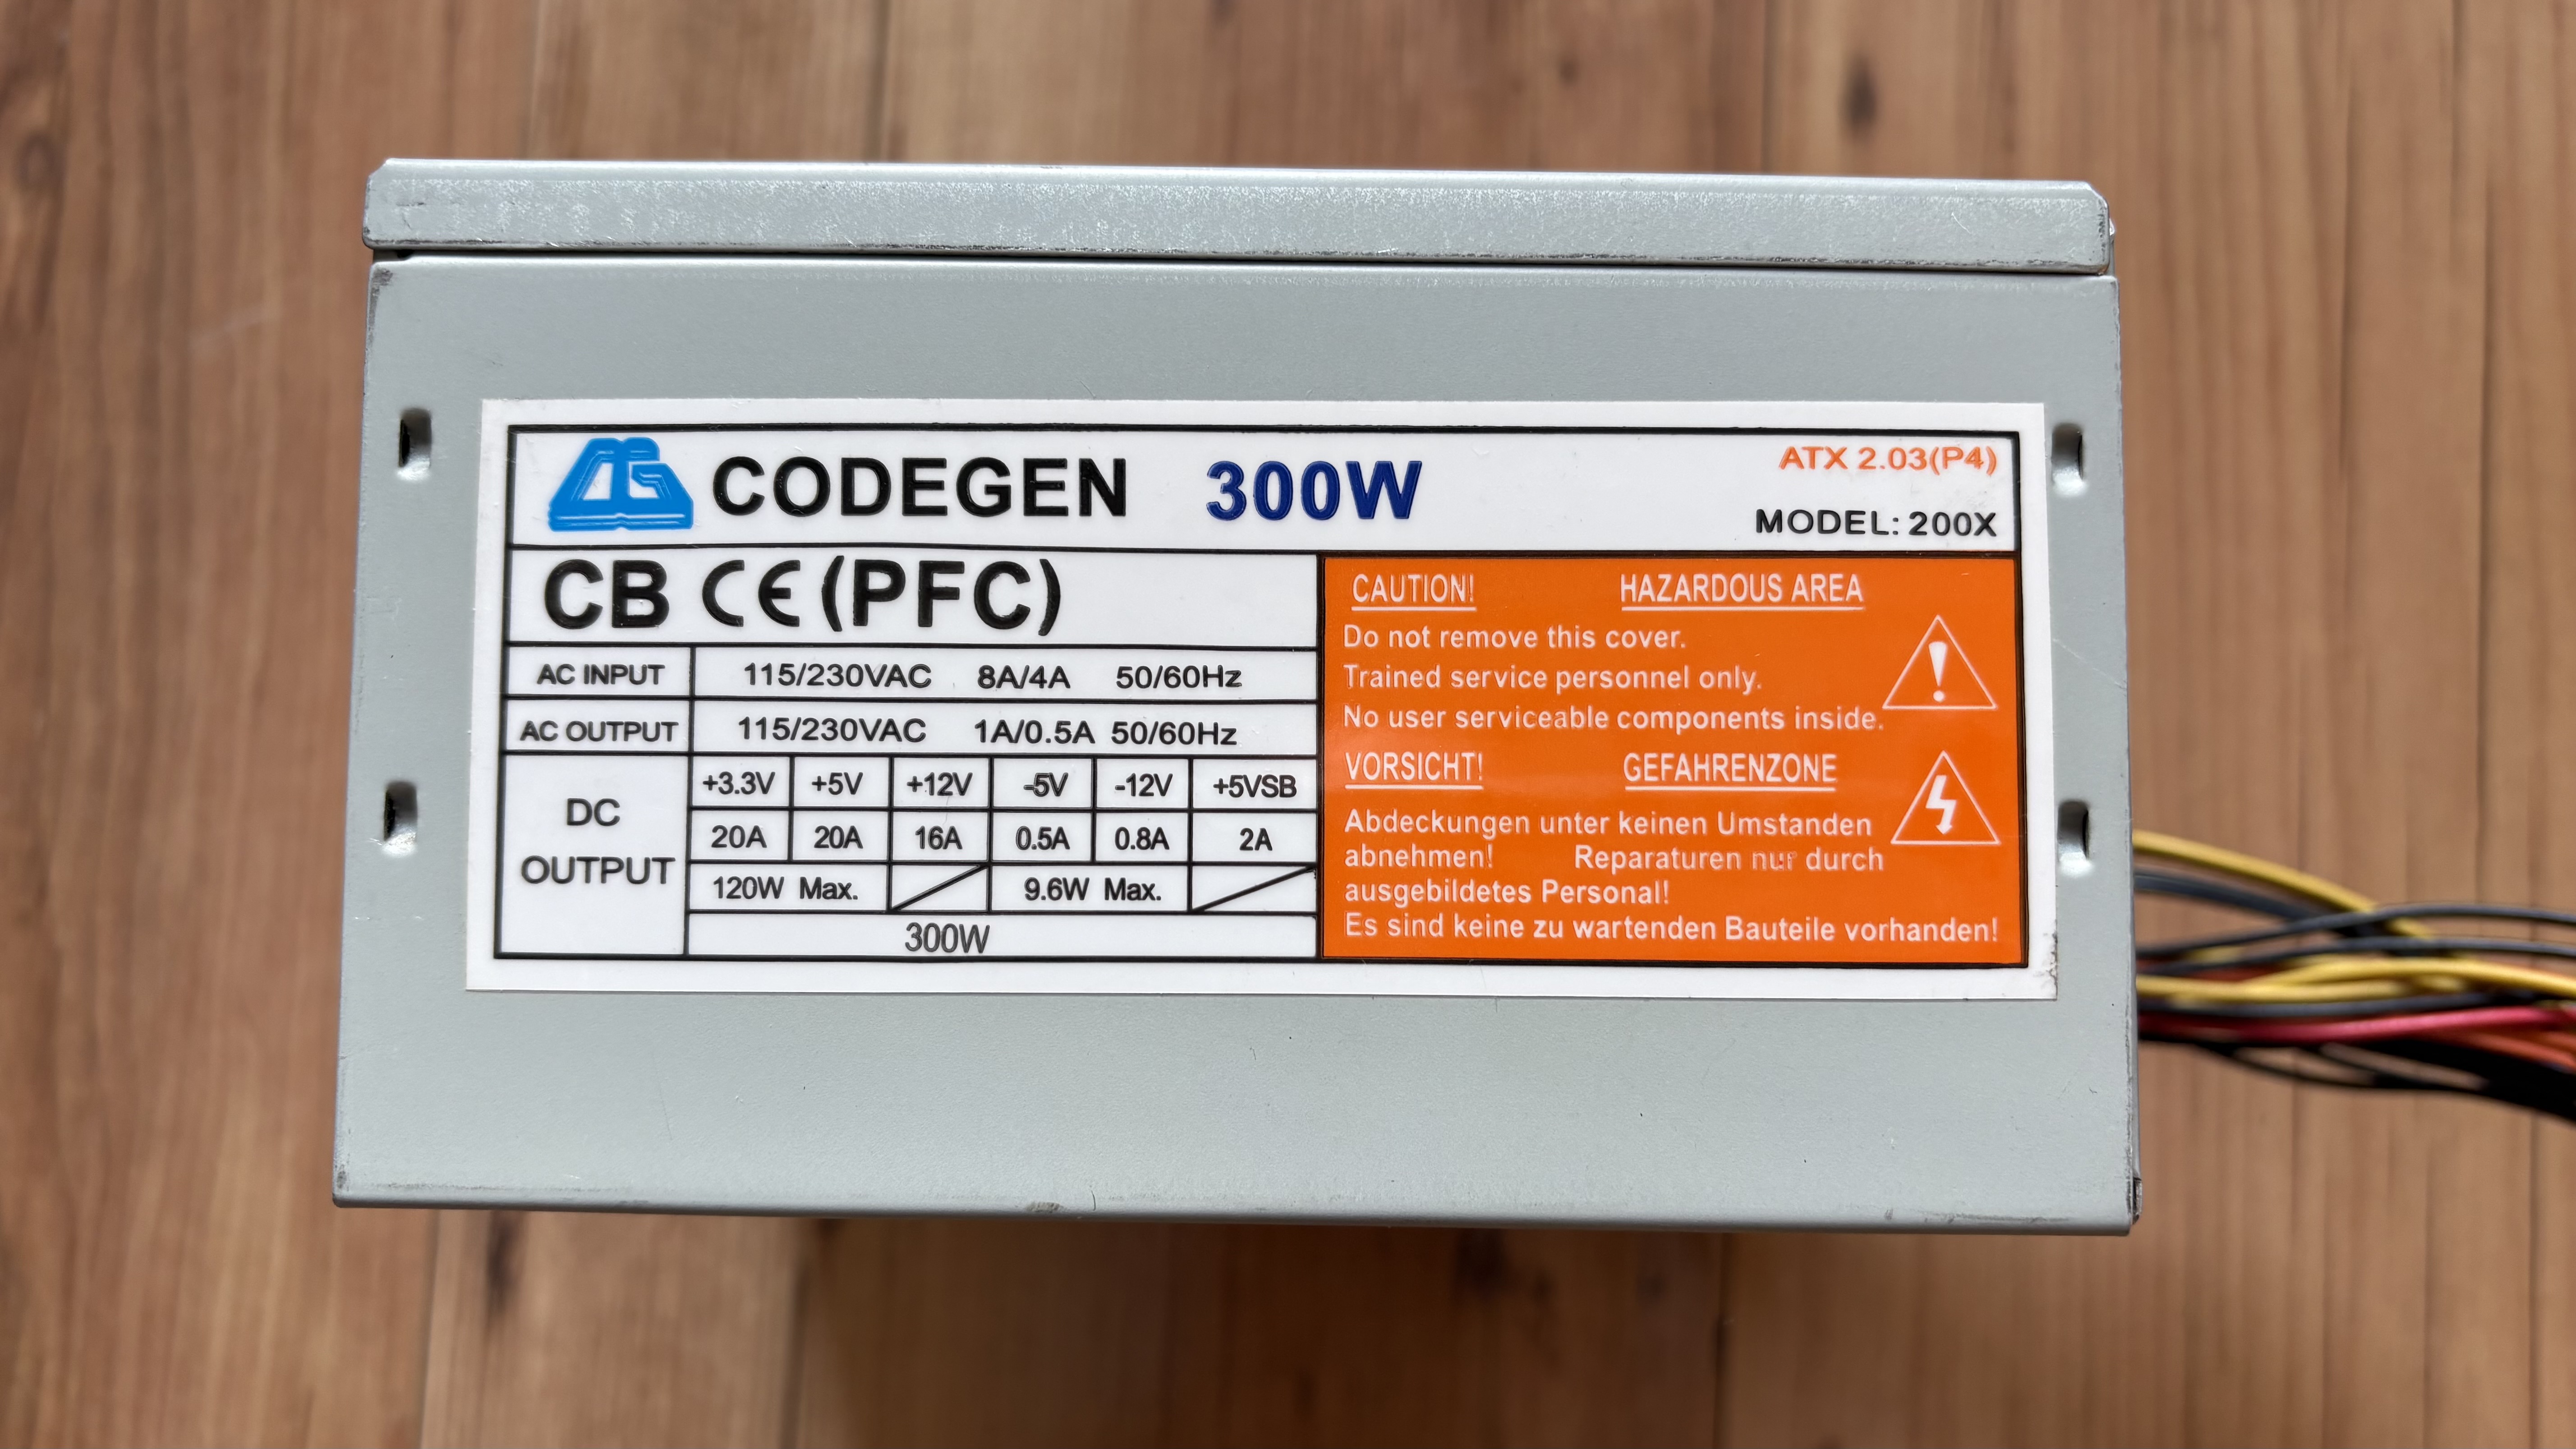 CODEGEN 300W
ATX 2.03(P4)
MODEL: 200X
CB CE (PFC)
AC INPUT 115/230VAC 8A/4A 50/60Hz
AC OUTPUT 115/230VAC 1A/0.5A 50/60Hz
DC OUTPUT
+3.3V +5V +12V -5V -12V +5VSB
20A 20A 16A 0.5A 0.8A 2A
120W Max. 9.6W Max.
300W
CAUTION! HAZARDOUS AREA
Do not remove this cover.
Trained service personnel only.
No user serviceable components inside.
VORSICHT! GEFAHRENZONE
Abdeckungen unter keinen Umstanden
abnehmen! Reparaturen nur durch
ausgebildetes Personal!
Es sind keine zu wartenden Bauteile vorhanden!